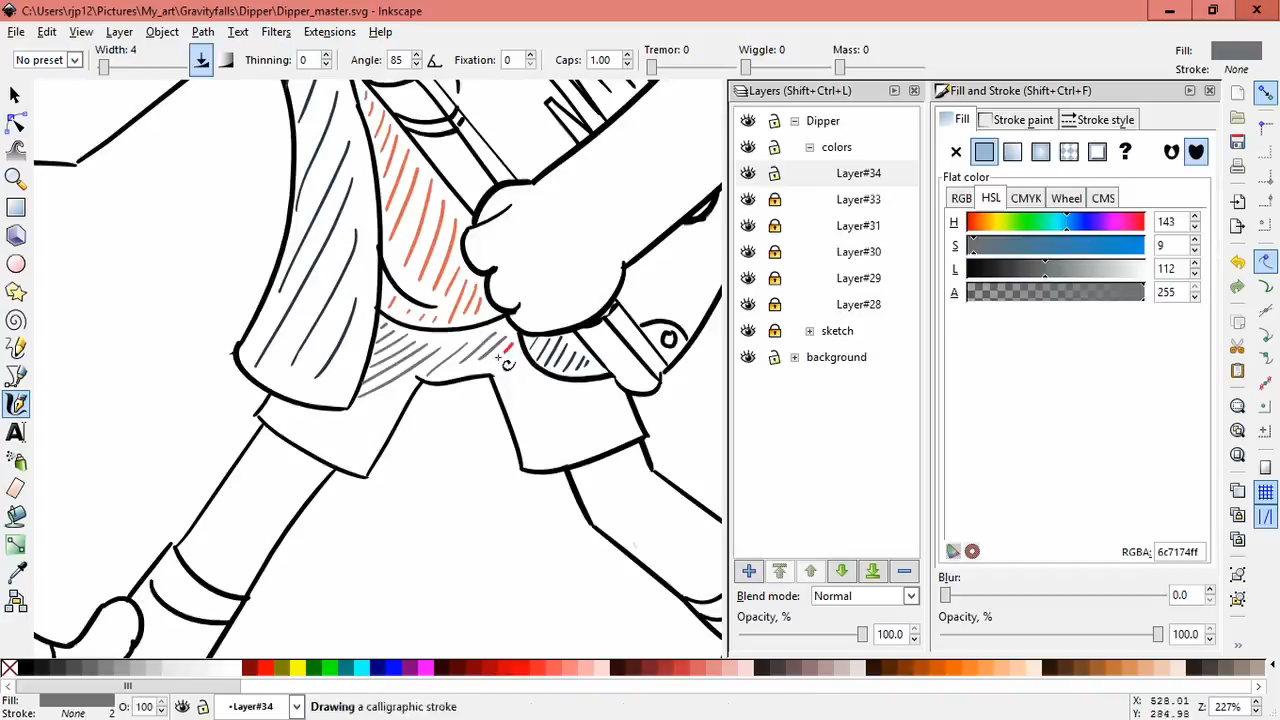 C:\Users\rjp12\Pictures\My_art\Gravityfalls\Dipper\Dipper_master.svg - Inkscape
File Edit View Layer Object Path Text Filters Extensions Help
No preset Width: 4 Thinning: 0 Angle: 85 Fixation: 0 Caps: 1.00 Tremor: 0 Wiggle: 0 Mass: 0 Fill: Stroke: None
Layers (Shift+Ctrl+L)
Dipper
colors
Layer#34
Layer#33
Layer#31
Layer#30
Layer#29
Layer#28
sketch
background
Blend mode: Normal
Opacity, %
100.0
Fill and Stroke (Shift+Ctrl+F)
Fill Stroke paint Stroke style
?
Flat color
RGB HSL CMYK Wheel CMS
H 143
S 9
L 112
A 255
RGBA: 6c7174ff
Blur:
0.0
Opacity, %
100.0
Fill: Stroke: None 2 O: 100 •Layer#34 Drawing a calligraphic stroke X: 528.01 Y: 284.98 Z: 227%